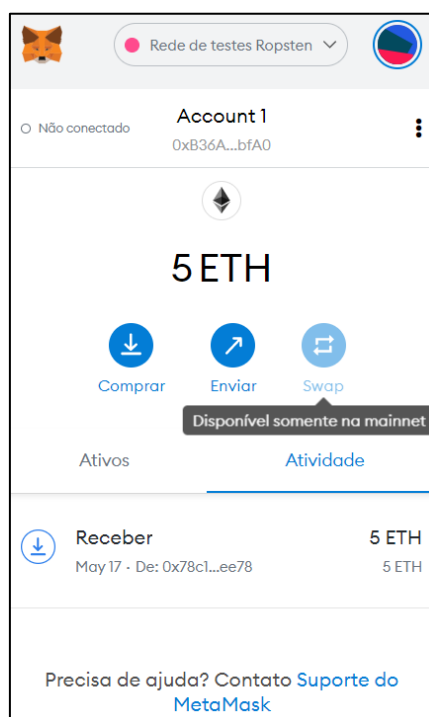 Rede de testes Ropsten
Não conectado
Account 1
0xB36A...bfA0
5 ETH
Comprar
Enviar
Swap
Disponível somente na mainnet
Ativos
Atividade
Receber
5 ETH
May 17 · De: 0x78c1...ee78
5 ETH
Precisa de ajuda? Contato Suporte do
MetaMask